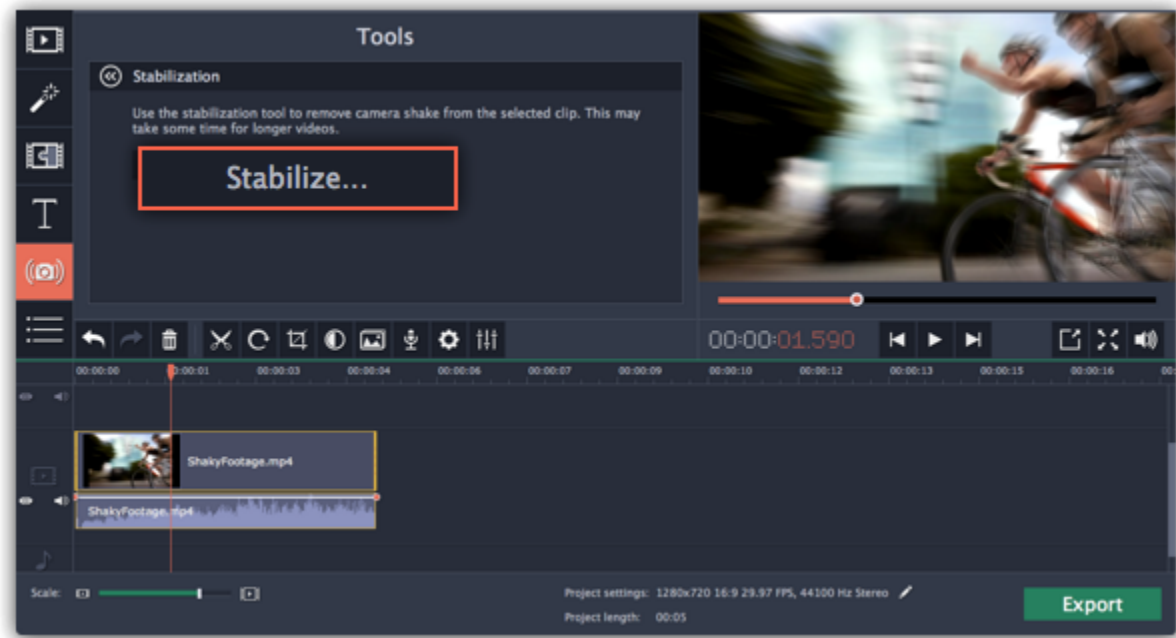 Tools
Stabilization
Use the stabilization tool to remove camera shake from the selected clip. This may
take some time for longer videos.
Stabilize...
T
00:00:01.590
00:00:00 00:00:01 00:00:03 00:00:04 00:00:06 00:00:07 00:00:09 00:00:10 00:00:12 00:00:13 00:00:15 00:00:16 00:
ShakyFootage.mp4
ShakyFootage.mp4
Scale:
Project settings: 1280x720 16:9 29.97 FPS, 44100 Hz Stereo
Project length: 00:05
Export